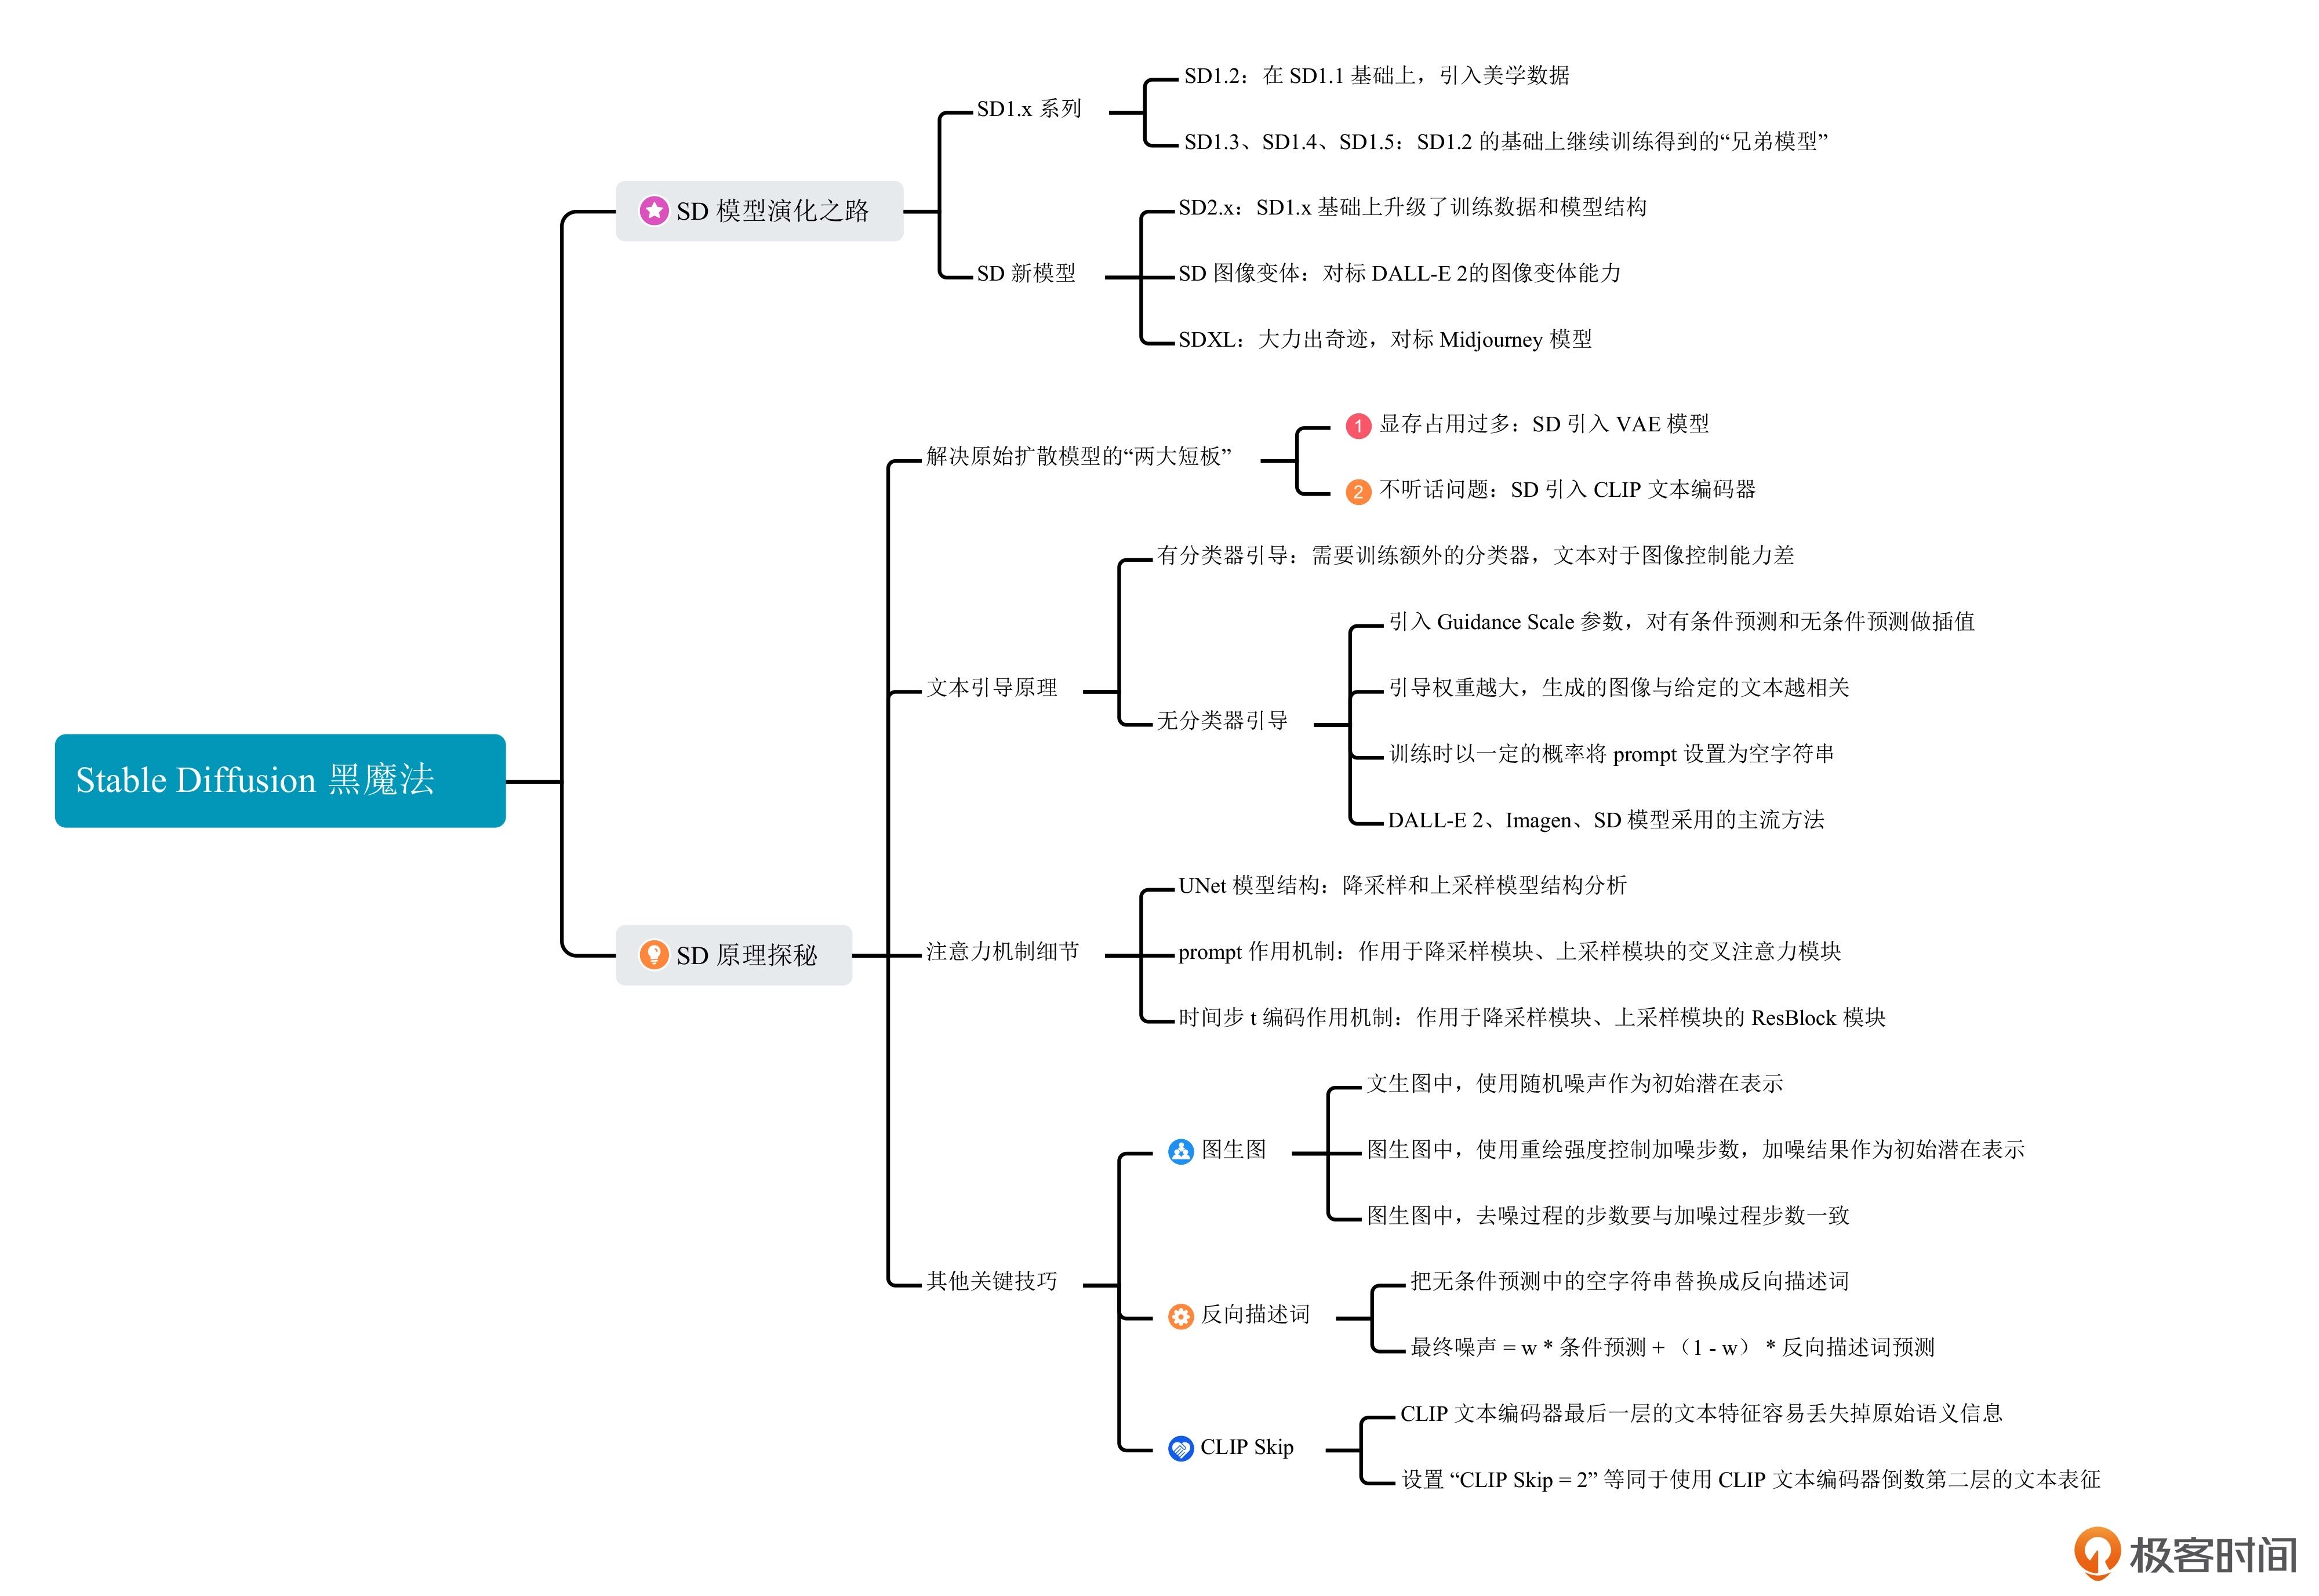 Stable Diffusion 黑魔法
SD 模型演化之路
SD1.x 系列
SD1.2：在 SD1.1 基础上，引入美学数据
SD1.3、SD1.4、SD1.5：SD1.2 的基础上继续训练得到的“兄弟模型”
SD 新模型
SD2.x：SD1.x 基础上升级了训练数据和模型结构
SD 图像变体：对标 DALL-E 2的图像变体能力
SDXL：大力出奇迹，对标 Midjourney 模型
SD 原理探秘
解决原始扩散模型的“两大短板”
1 显存占用过多：SD 引入 VAE 模型
2 不听话问题：SD 引入 CLIP 文本编码器
文本引导原理
有分类器引导：需要训练额外的分类器，文本对于图像控制能力差
无分类器引导
引入 Guidance Scale 参数，对有条件预测和无条件预测做插值
引导权重越大，生成的图像与给定的文本越相关
训练时以一定的概率将 prompt 设置为空字符串
DALL-E 2、Imagen、SD 模型采用的主流方法
注意力机制细节
UNet 模型结构：降采样和上采样模型结构分析
prompt 作用机制：作用于降采样模块、上采样模块的交叉注意力模块
时间步 t 编码作用机制：作用于降采样模块、上采样模块的 ResBlock 模块
其他关键技巧
图生图
文生图中，使用随机噪声作为初始潜在表示
图生图中，使用重绘强度控制加噪步数，加噪结果作为初始潜在表示
图生图中，去噪过程的步数要与加噪过程步数一致
反向描述词
把无条件预测中的空字符串替换成反向描述词
最终噪声 = w * 条件预测 + （1 - w） * 反向描述词预测
CLIP Skip
CLIP 文本编码器最后一层的文本特征容易丢失掉原始语义信息
设置 “CLIP Skip = 2” 等同于使用 CLIP 文本编码器倒数第二层的文本表征
极客时间